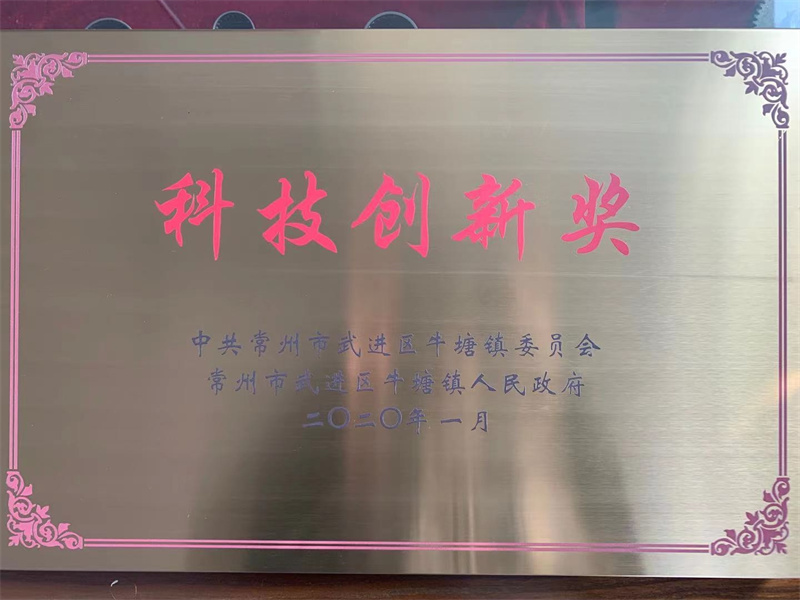 科技创新奖
中共常州市武进区牛塘镇委员会
常州市武进区牛塘镇人民政府
二〇二〇年一月